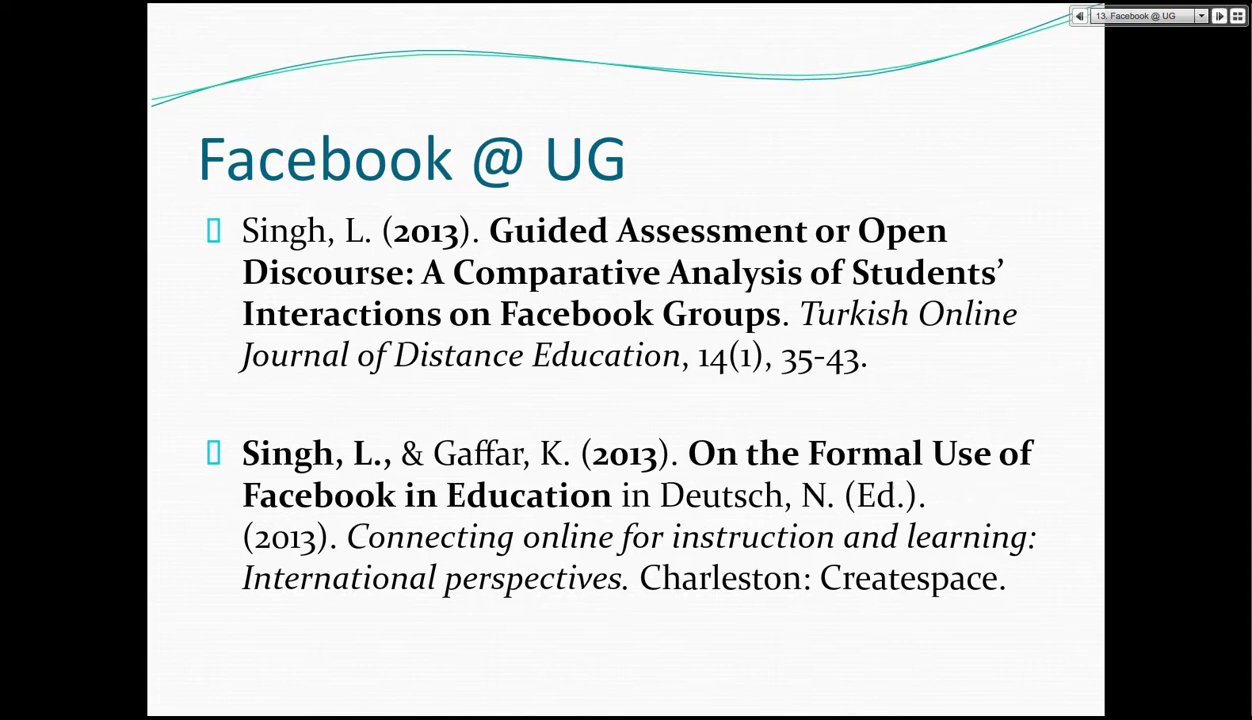 13. Facebook @ UG
Facebook @ UG
Singh, L. (2013). Guided Assessment or Open
Discourse: A Comparative Analysis of Students’
Interactions on Facebook Groups. Turkish Online
Journal of Distance Education, 14(1), 35-43.
Singh, L., & Gaffar, K. (2013). On the Formal Use of
Facebook in Education in Deutsch, N. (Ed.).
(2013). Connecting online for instruction and learning:
International perspectives. Charleston: Createspace.